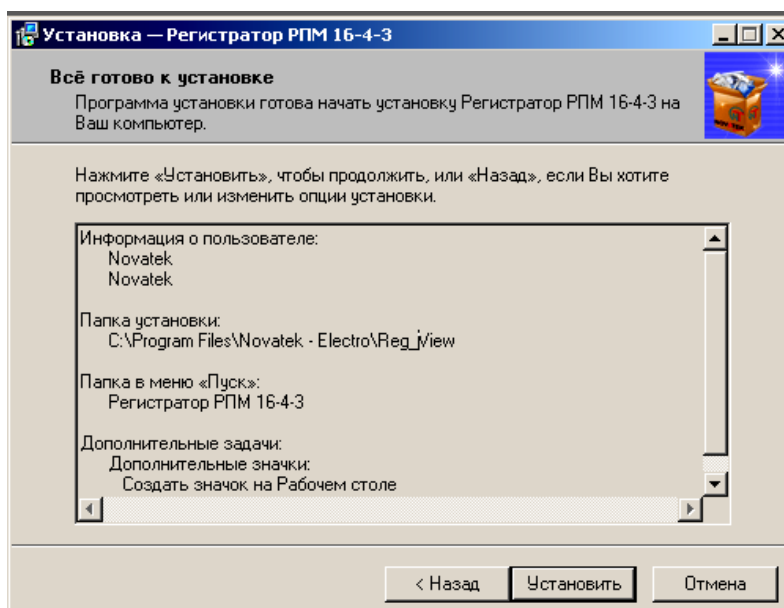 Установка — Регистратор РПМ 16-4-3
Всё готово к установке
Программа установки готова начать установку Регистратор РПМ 16-4-3 на
Ваш компьютер.
Нажмите «Установить», чтобы продолжить, или «Назад», если Вы хотите
просмотреть или изменить опции установки.
Информация о пользователе:
Novatek
Novatek
Папка установки:
C:\Program Files\Novatek - Electro\Reg_View
Папка в меню «Пуск»:
Регистратор РПМ 16-4-3
Дополнительные задачи:
Дополнительные значки:
Создать значок на Рабочем столе
< Назад
Установить
Отмена